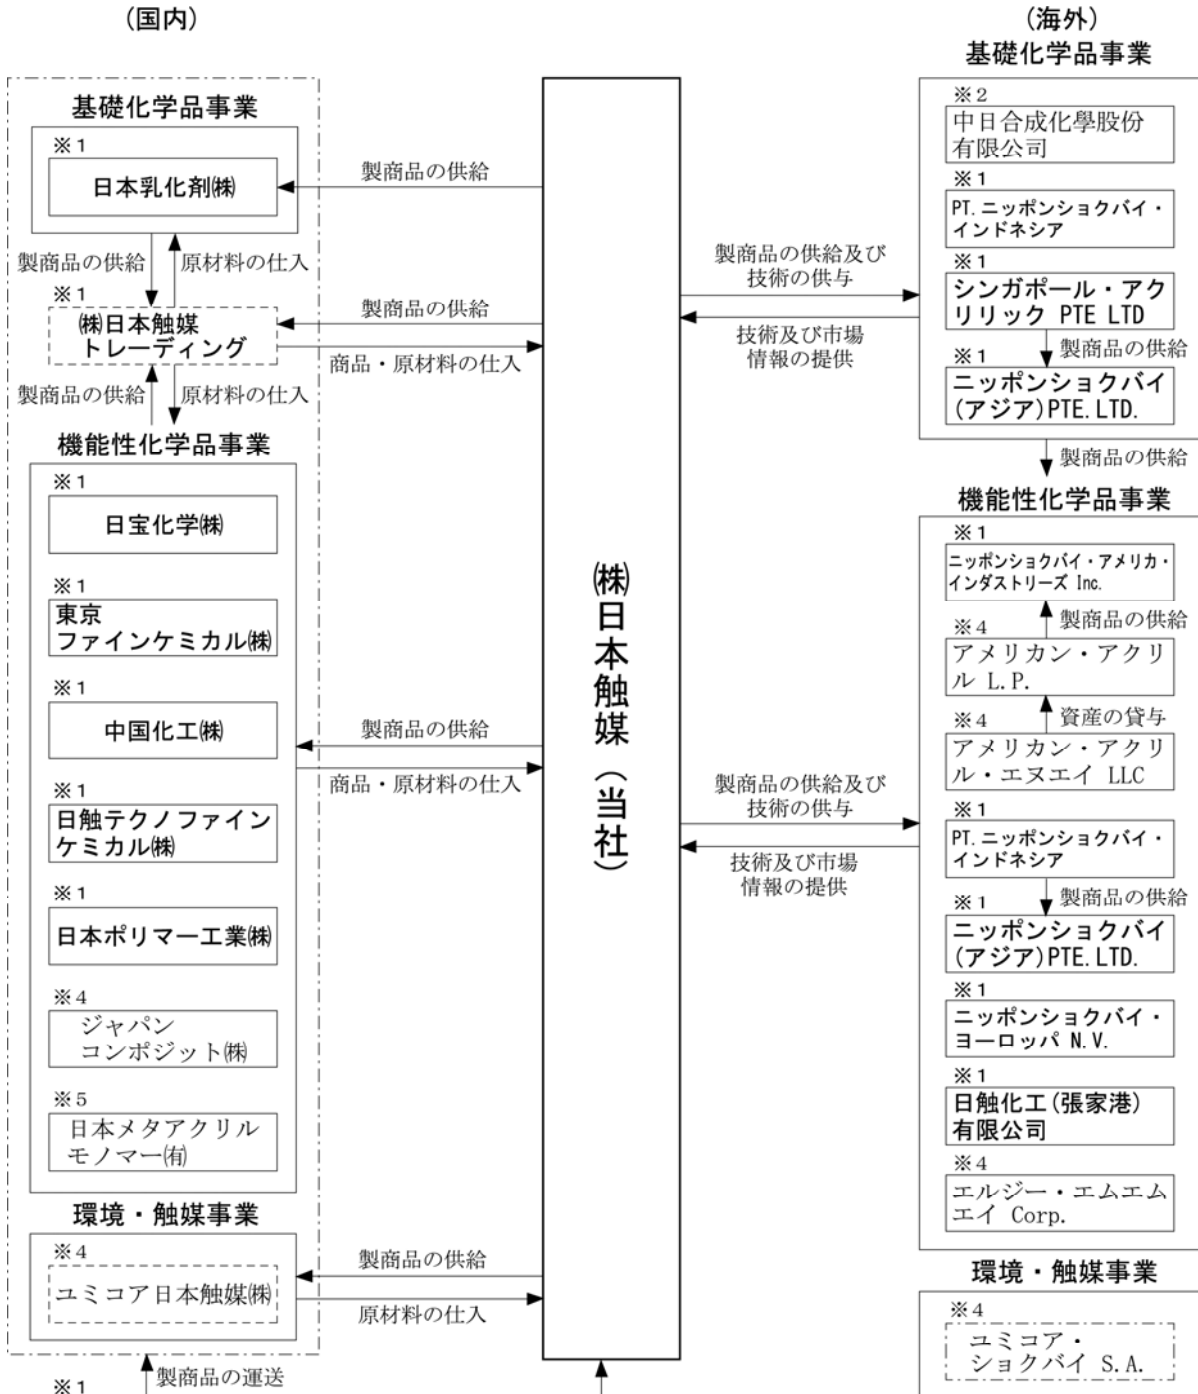 (国内)
基礎化学品事業
※1
日本乳化剤㈱
製商品の供給
製商品の供給
原材料の仕入
※1
㈱日本触媒
トレーディング
製商品の供給
商品・原材料の仕入
製商品の供給
原材料の仕入
機能性化学品事業
※1
日宝化学㈱
※1
東京
ファインケミカル㈱
※1
中国化工㈱
製商品の供給
商品・原材料の仕入
※1
日触テクノファイン
ケミカル㈱
※1
日本ポリマー工業㈱
※4
ジャパン
コンポジット㈱
※5
日本メタアクリル
モノマー㈲
環境・触媒事業
※4
ユミコア日本触媒㈱
製商品の供給
原材料の仕入
製商品の運送
※1
㈱日本触媒(当社)
(海外)
基礎化学品事業
※2
中日合成化學股份
有限公司
※1
PT.ニッポンショクバイ・
インドネシア
※1
シンガポール・アク
リリック PTE LTD
製商品の供給
※1
ニッポンショクバイ
(アジア)PTE.LTD.
製商品の供給及び
技術の供与
技術及び市場
情報の提供
製商品の供給
機能性化学品事業
※1
ニッポンショクバイ・アメリカ・
インダストリーズ Inc.
製商品の供給
※4
アメリカン・アクリ
ル L.P.
資産の貸与
※4
アメリカン・アクリ
ル・エヌエイ LLC
製商品の供給及び
技術の供与
技術及び市場
情報の提供
※1
PT.ニッポンショクバイ・
インドネシア
製商品の供給
※1
ニッポンショクバイ
(アジア)PTE.LTD.
※1
ニッポンショクバイ・
ヨーロッパ N.V.
※1
日触化工(張家港)
有限公司
※4
エルジー・エムエム
エイ Corp.
環境・触媒事業
※4
ユミコア・
ショクバイ S.A.